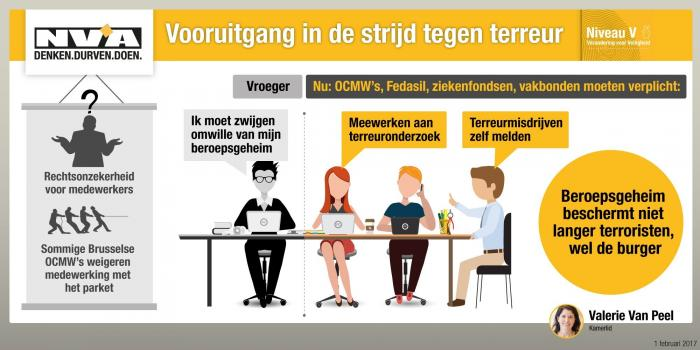 N-VA
DENKEN.DURVEN.DOEN.
Vooruitgang in de strijd tegen terreur
Niveau V
Verandering voor Veiligheid
?
Rechtsonzekerheid
voor medewerkers
Sommige Brusselse
OCMW's weigeren
medewerking met
het parket
Vroeger
Nu: OCMW's, Fedasil, ziekenfondsen, vakbonden moeten verplicht:
Ik moet zwijgen
omwille van mijn
beroepsgeheim
Meewerken aan
terreuronderzoek
Terreurmisdrijven
zelf melden
Beroepsgeheim
beschermt niet
langer terroristen,
wel de burger
Valerie Van Peel
Kamerlid
1 februari 2017